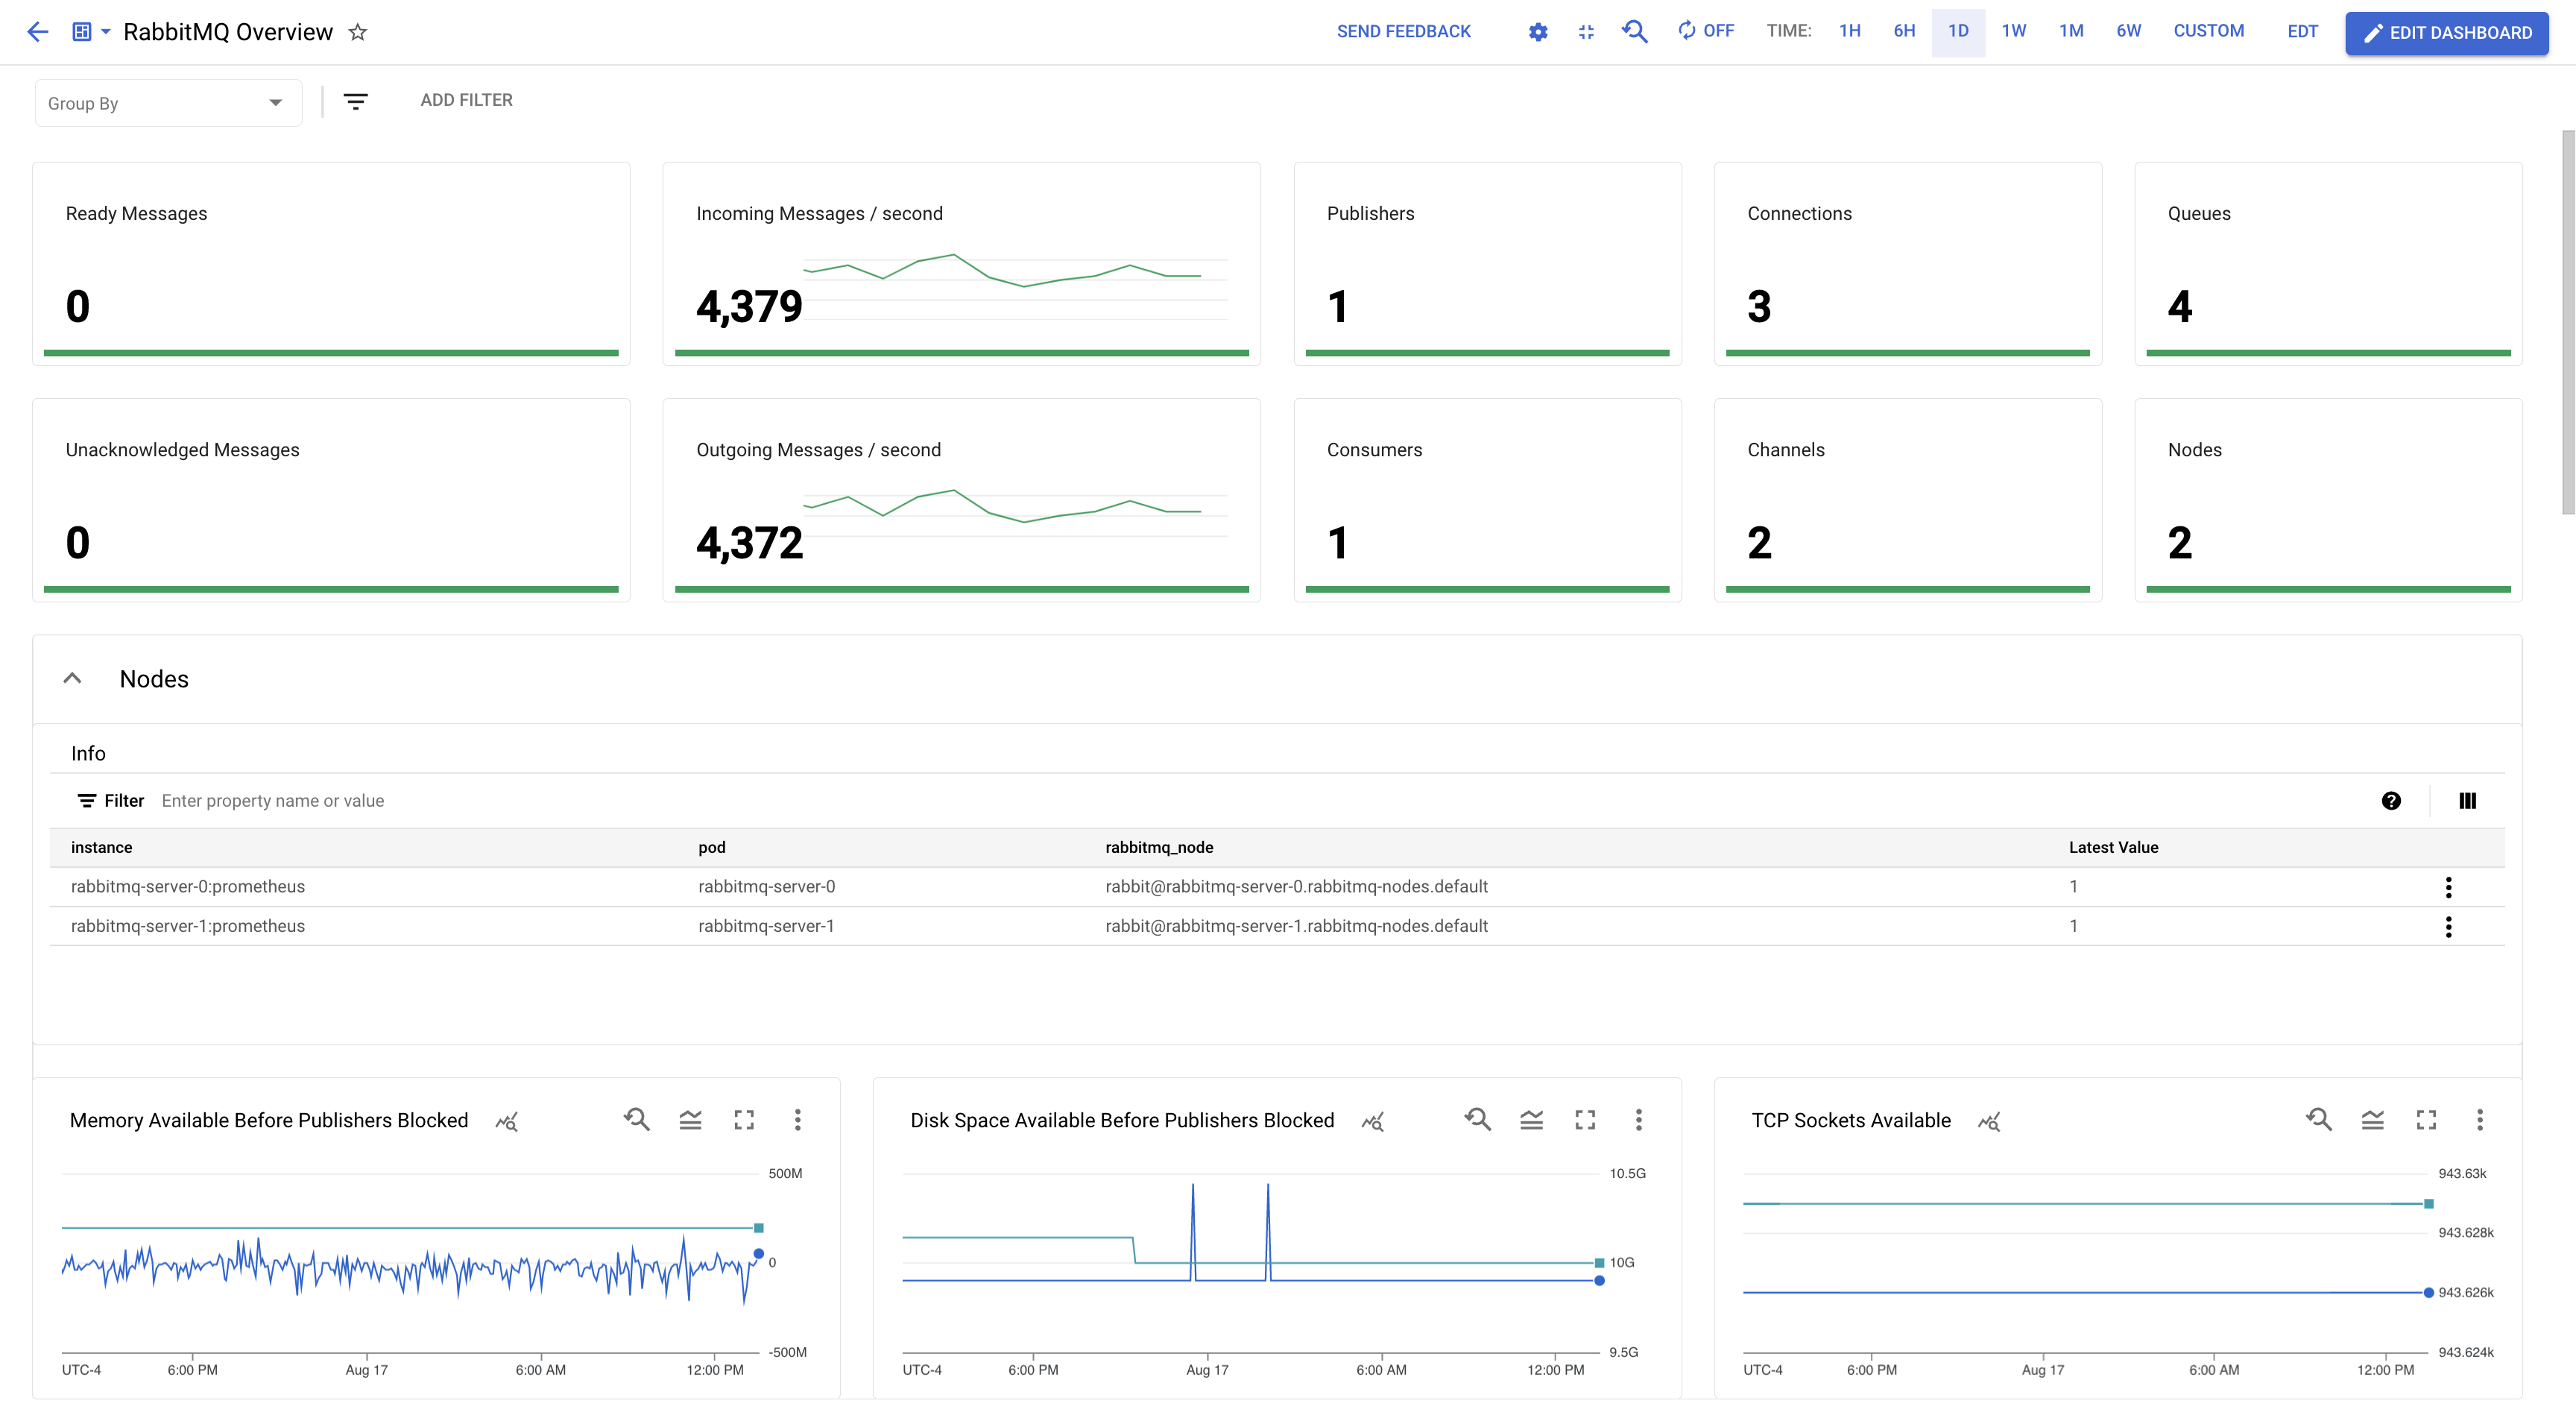 RabbitMQ Overview
SEND FEEDBACK
OFF
TIME:
1H
6H
1D
1W
1M
6W
CUSTOM
EDT
EDIT DASHBOARD
Group By
ADD FILTER
Ready Messages
0
Incoming Messages / second
4,379
Publishers
1
Connections
3
Queues
4
Unacknowledged Messages
0
Outgoing Messages / second
4,372
Consumers
1
Channels
2
Nodes
2
Nodes
Info
Filter Enter property name or value
instance pod rabbitmq_node Latest Value
rabbitmq-server-0:prometheus rabbitmq-server-0 rabbit@rabbitmq-server-0.rabbitmq-nodes.default 1
rabbitmq-server-1:prometheus rabbitmq-server-1 rabbit@rabbitmq-server-1.rabbitmq-nodes.default 1
Memory Available Before Publishers Blocked
500M
0
-500M
UTC-4 6:00 PM Aug 17 6:00 AM 12:00 PM
Disk Space Available Before Publishers Blocked
10.5G
10G
9.5G
UTC-4 6:00 PM Aug 17 6:00 AM 12:00 PM
TCP Sockets Available
943.63k
943.628k
943.626k
943.624k
UTC-4 6:00 PM Aug 17 6:00 AM 12:00 PM